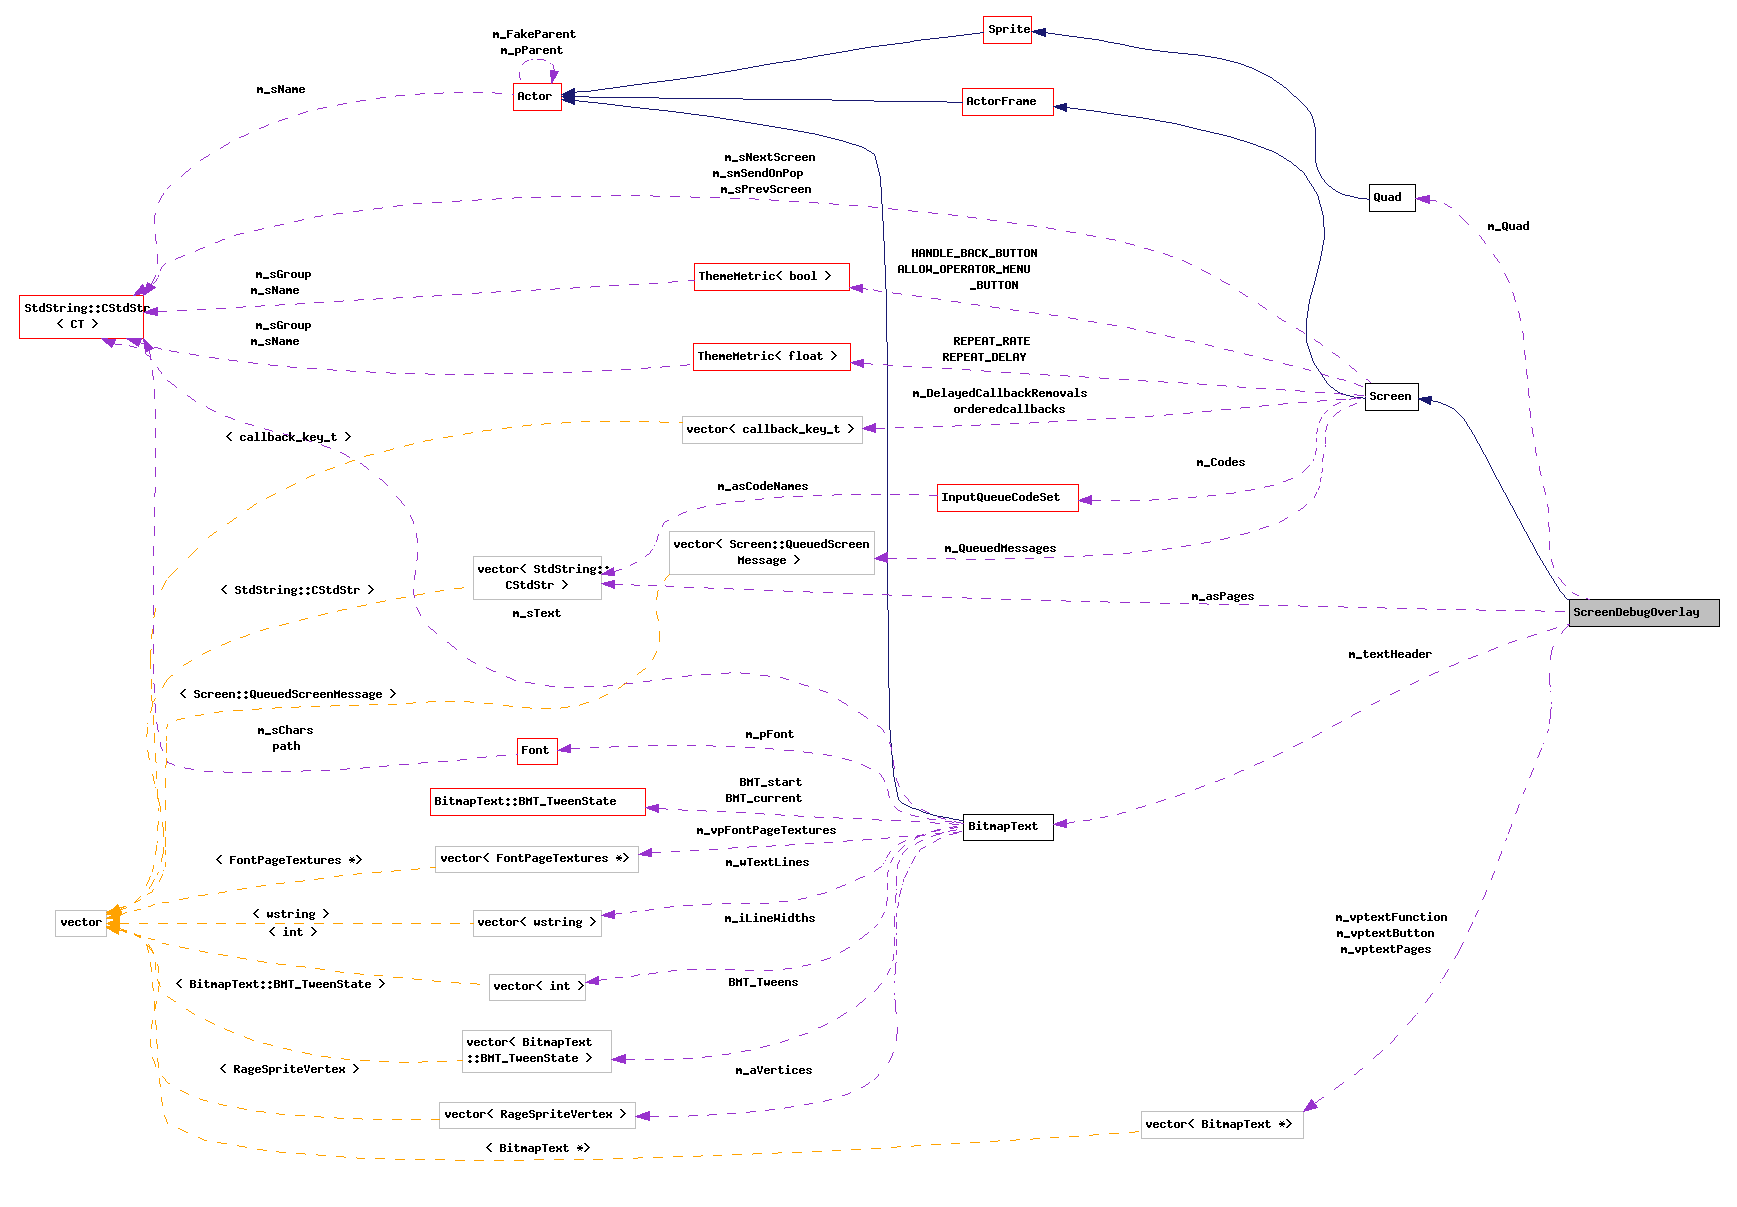 m_FakeParent
m_pParent
Sprite
m_sName
Actor
ActorFrame
m_sNextScreen
m_smSendOnPop
m_sPrevScreen
Quad
m_Quad
HANDLE_BACK_BUTTON
ALLOW_OPERATOR_MENU
_BUTTON
m_sGroup
m_sName
ThemeMetric< bool >
StdString::CStdStr
< CT >
m_sGroup
m_sName
ThemeMetric< float >
REPEAT_RATE
REPEAT_DELAY
Screen
m_DelayedCallbackRemovals
orderedcallbacks
< callback_key_t >
vector< callback_key_t >
m_Codes
m_asCodeNames
InputQueueCodeSet
vector< Screen::QueuedScreen
Message >
m_QueuedMessages
vector< StdString::
CStdStr >
< StdString::CStdStr >
m_sText
m_asPages
ScreenDebugOverlay
m_textHeader
< Screen::QueuedScreenMessage >
m_sChars
path
Font
m_pFont
BMT_start
BMT_current
BitmapText::BMT_TweenState
BitmapText
m_vpFontPageTextures
< FontPageTextures *>
vector< FontPageTextures *>
m_wTextLines
vector
< wstring >
vector< wstring >
m_iLineWidths
< int >
m_vptextFunction
m_vptextButton
m_vptextPages
< BitmapText::BMT_TweenState >
vector< int >
BMT_Tweens
vector< BitmapText
::BMT_TweenState >
< RageSpriteVertex >
m_aVertices
vector< RageSpriteVertex >
vector< BitmapText *>
< BitmapText *>